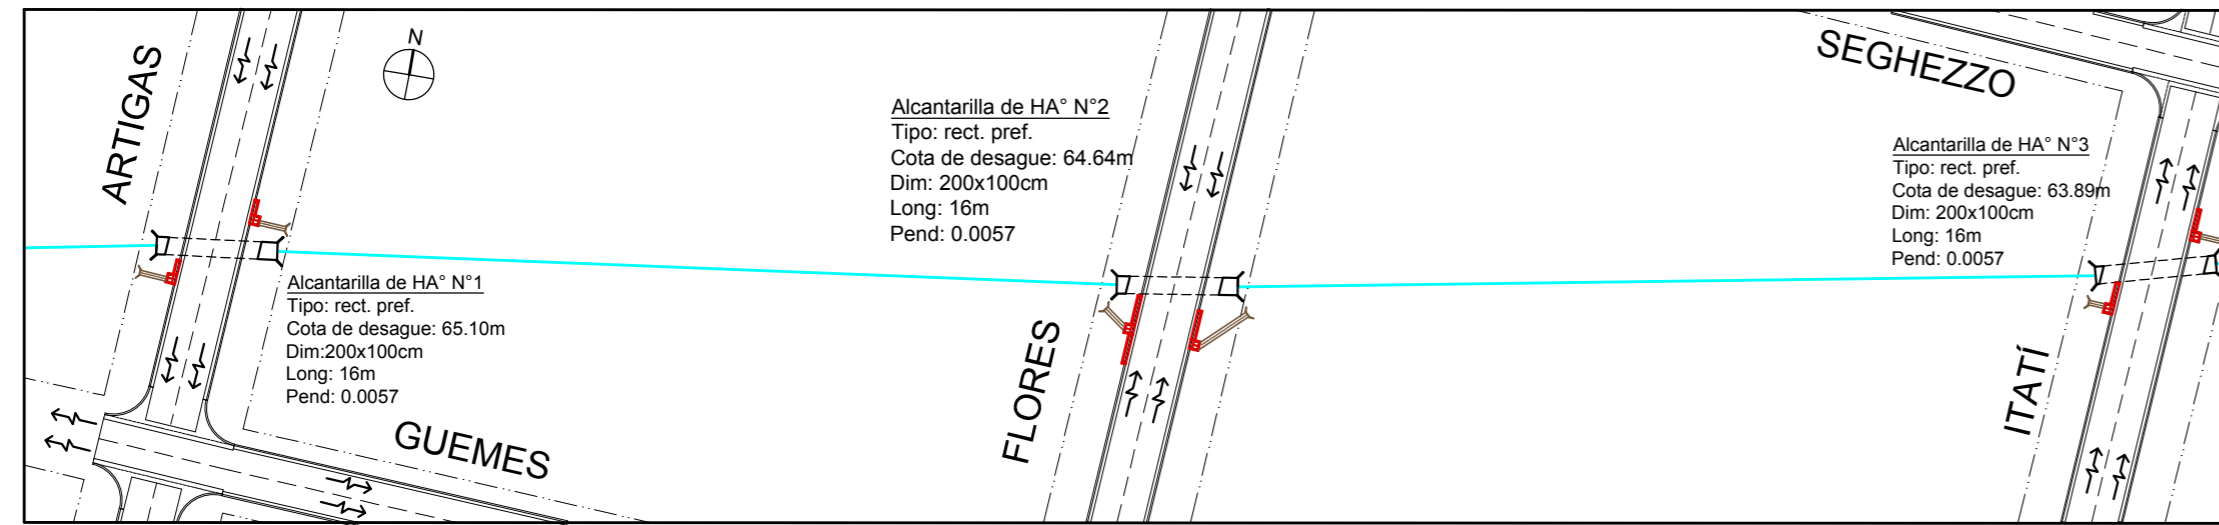 ARTIGAS
N
Alcantarilla de HA° N°1
Tipo: rect. pref.
Cota de desague: 65.10m
Dim:200x100cm
Long: 16m
Pend: 0.0057
GUEMES
Alcantarilla de HA° N°2
Tipo: rect. pref.
Cota de desague: 64.64m
Dim: 200x100cm
Long: 16m
Pend: 0.0057
FLORES
SEGHEZZO
Alcantarilla de HA° N°3
Tipo: rect. pref.
Cota de desague: 63.89m
Dim: 200x100cm
Long: 16m
Pend: 0.0057
ITATÍ